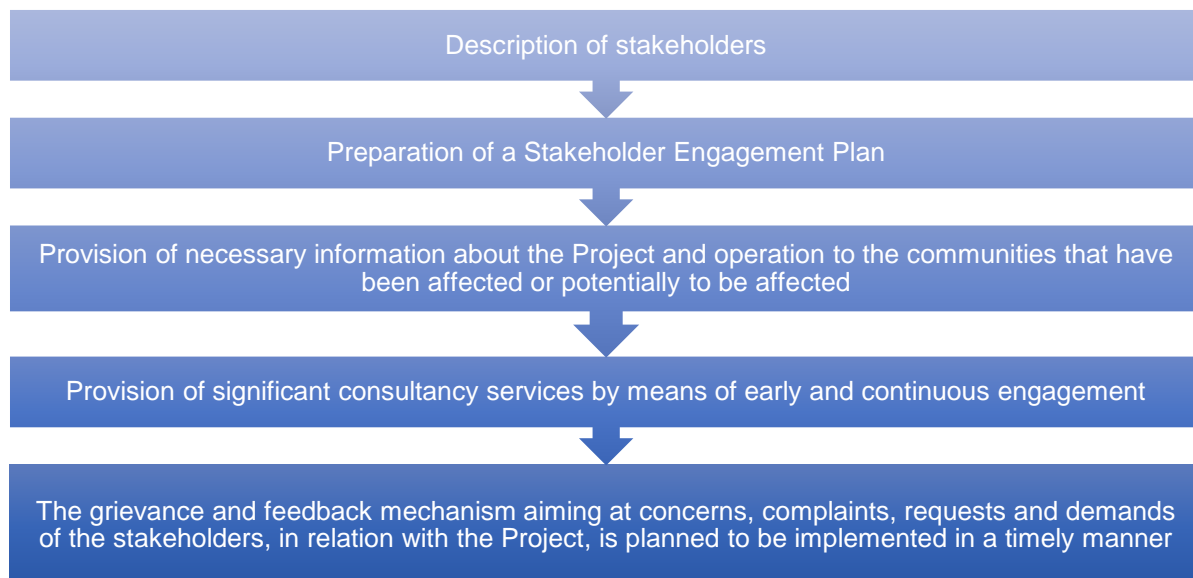 Description of stakeholders
Preparation of a Stakeholder Engagement Plan
Provision of necessary information about the Project and operation to the communities that have
been affected or potentially to be affected
Provision of significant consultancy services by means of early and continuous engagement
The grievance and feedback mechanism aiming at concerns, complaints, requests and demands
of the stakeholders, in relation with the Project, is planned to be implemented in a timely manner